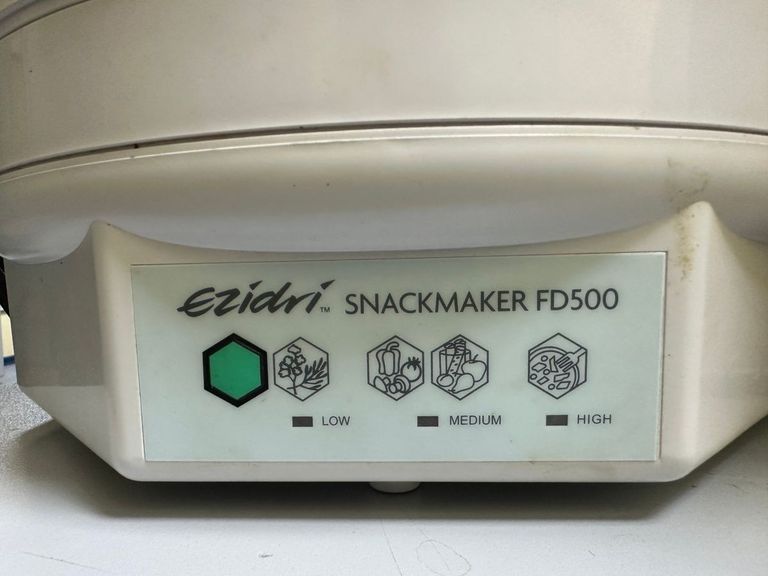 Ezidri™ SNACKMAKER FD500
LOW MEDIUM HIGH